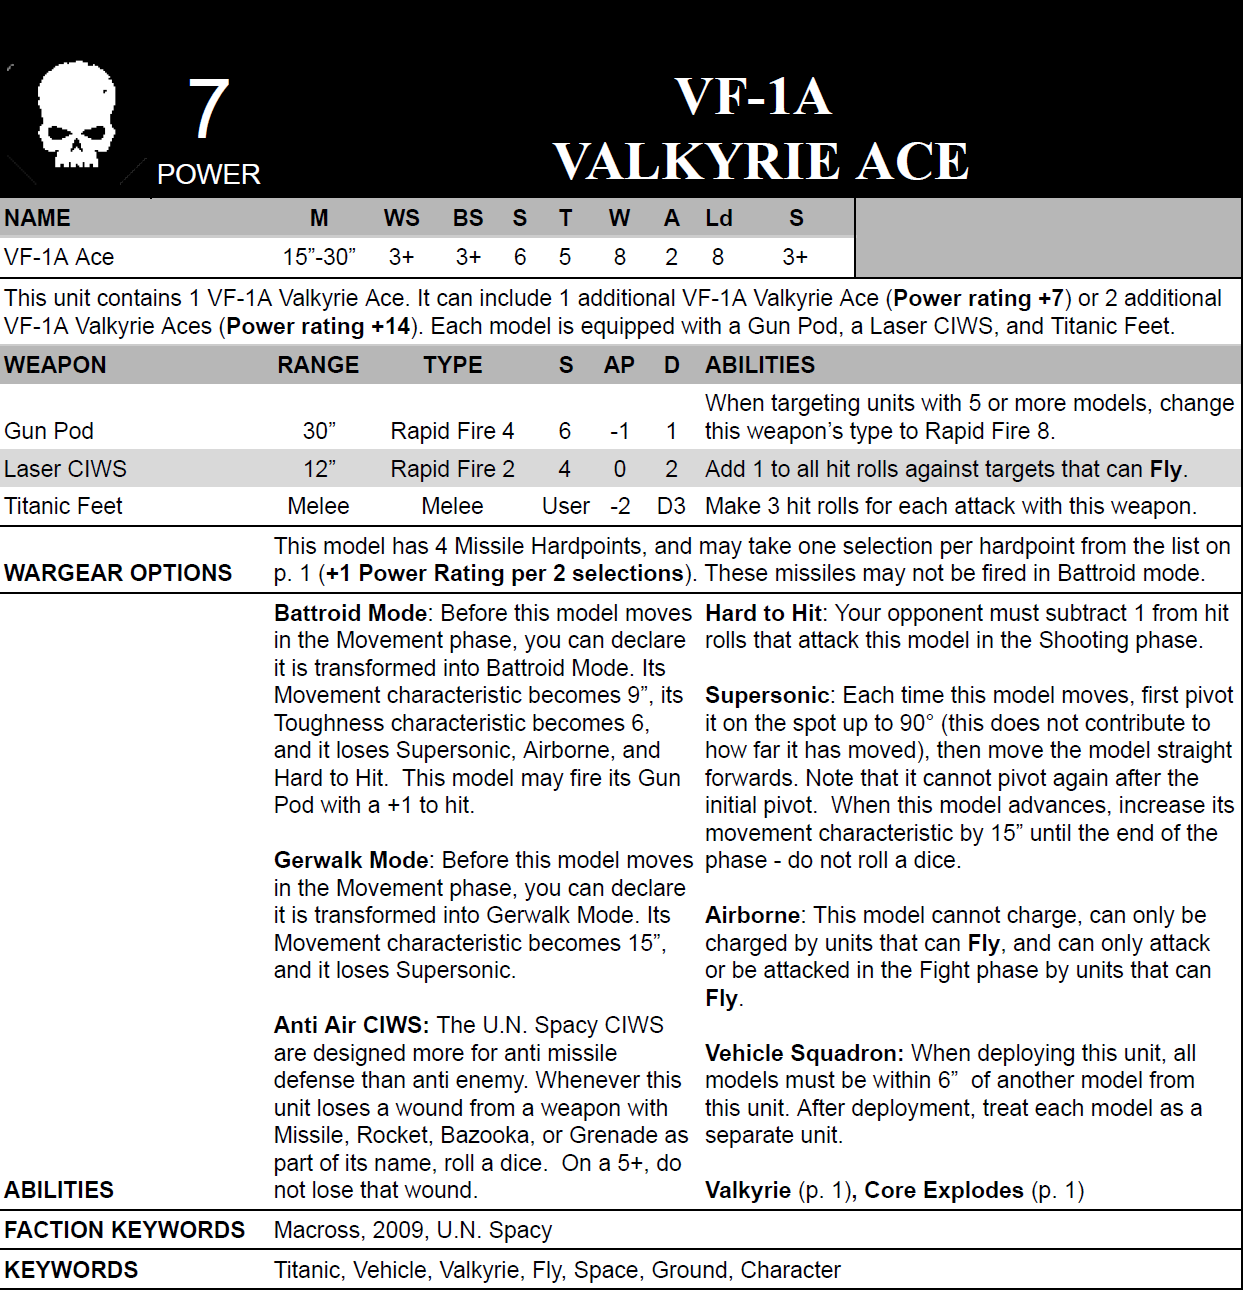 7
POWER
VF-1A
VALKYRIE ACE
NAME M WS BS S T W A Ld S
VF-1A Ace 15”-30” 3+ 3+ 6 5 8 2 8 3+
This unit contains 1 VF-1A Valkyrie Ace. It can include 1 additional VF-1A Valkyrie Ace (Power rating +7) or 2 additional
VF-1A Valkyrie Aces (Power rating +14). Each model is equipped with a Gun Pod, a Laser CIWS, and Titanic Feet.
WEAPON RANGE TYPE S AP D ABILITIES
When targeting units with 5 or more models, change
Gun Pod 30” Rapid Fire 4 6 -1 1 this weapon’s type to Rapid Fire 8.
Laser CIWS 12” Rapid Fire 2 4 0 2 Add 1 to all hit rolls against targets that can Fly.
Titanic Feet Melee Melee User -2 D3 Make 3 hit rolls for each attack with this weapon.
This model has 4 Missile Hardpoints, and may take one selection per hardpoint from the list on
WARGEAR OPTIONS p. 1 (+1 Power Rating per 2 selections). These missiles may not be fired in Battroid mode.
Battroid Mode: Before this model moves
in the Movement phase, you can declare
it is transformed into Battroid Mode. Its
Movement characteristic becomes 9”, its
Toughness characteristic becomes 6,
and it loses Supersonic, Airborne, and
Hard to Hit.  This model may fire its Gun
Pod with a +1 to hit.
Gerwalk Mode: Before this model moves
in the Movement phase, you can declare
it is transformed into Gerwalk Mode. Its
Movement characteristic becomes 15”,
and it loses Supersonic.
Anti Air CIWS: The U.N. Spacy CIWS
are designed more for anti missile
defense than anti enemy. Whenever this
unit loses a wound from a weapon with
Missile, Rocket, Bazooka, or Grenade as
part of its name, roll a dice.  On a 5+, do
not lose that wound.
Hard to Hit: Your opponent must subtract 1 from hit
rolls that attack this model in the Shooting phase.
Supersonic: Each time this model moves, first pivot
it on the spot up to 90° (this does not contribute to
how far it has moved), then move the model straight
forwards. Note that it cannot pivot again after the
initial pivot.  When this model advances, increase its
movement characteristic by 15” until the end of the
phase - do not roll a dice.
Airborne: This model cannot charge, can only be
charged by units that can Fly, and can only attack
or be attacked in the Fight phase by units that can
Fly.
Vehicle Squadron: When deploying this unit, all
models must be within 6”  of another model from
this unit. After deployment, treat each model as a
separate unit.
Valkyrie (p. 1), Core Explodes (p. 1)
ABILITIES
FACTION KEYWORDS Macross, 2009, U.N. Spacy
KEYWORDS Titanic, Vehicle, Valkyrie, Fly, Space, Ground, Character